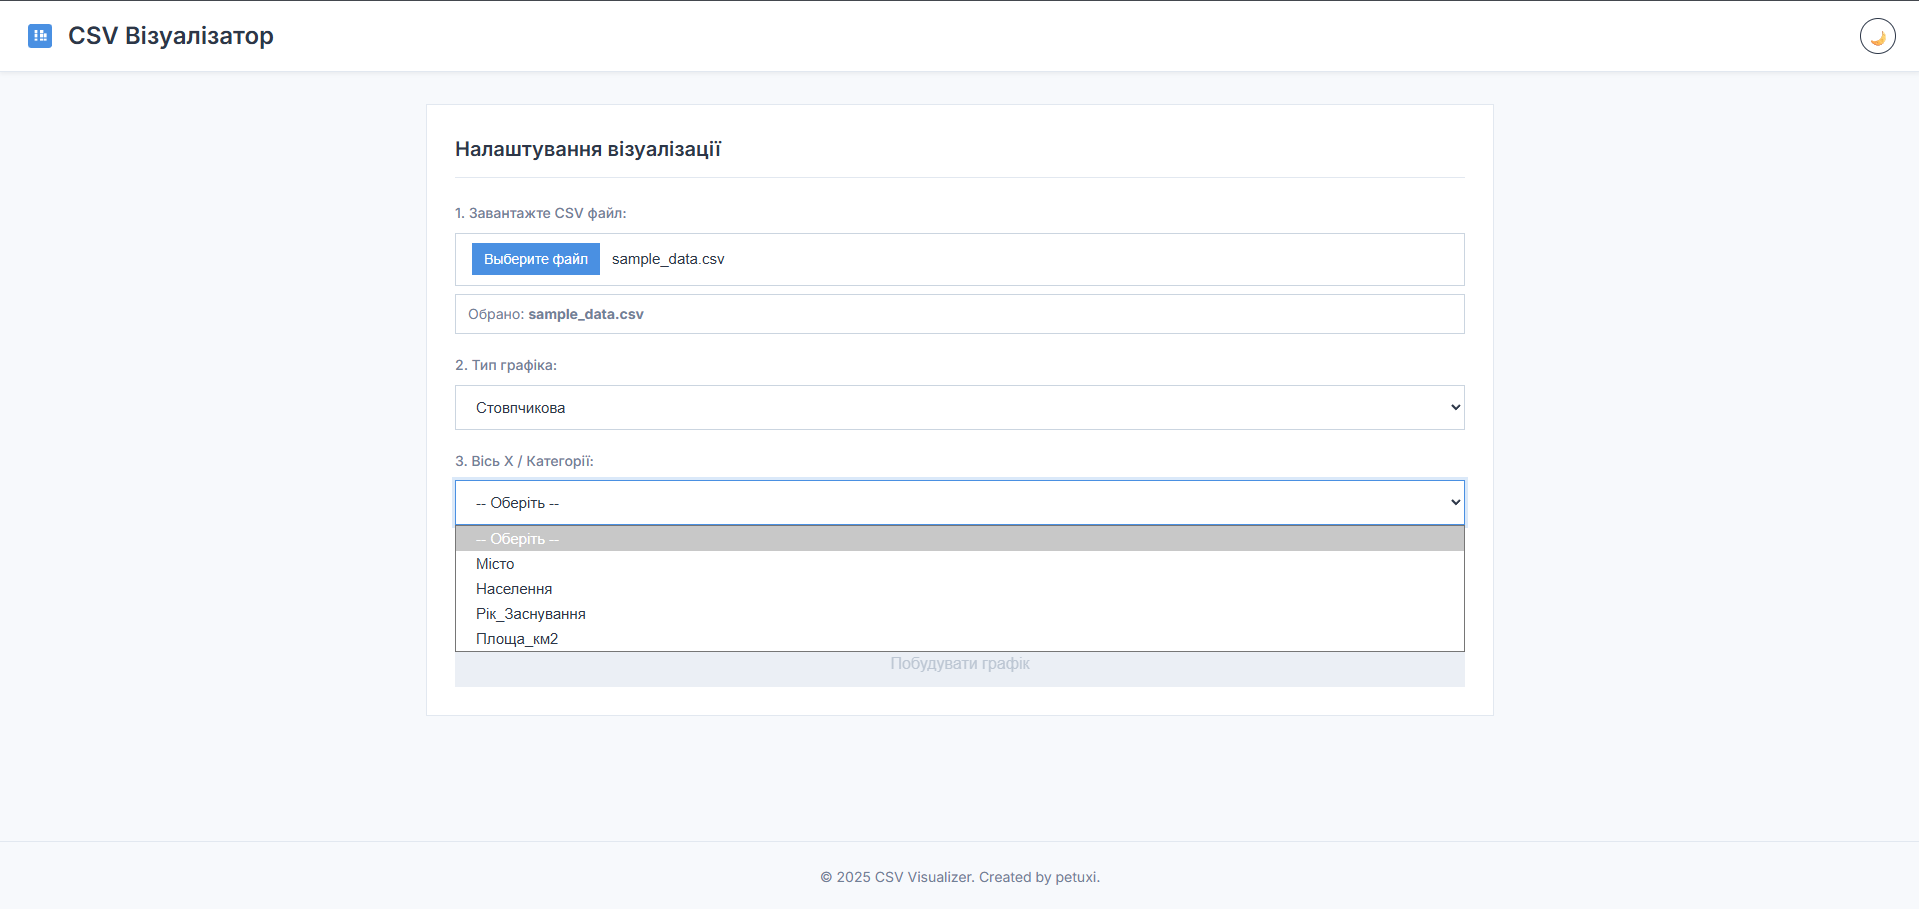 CSV Візуалізатор
Налаштування візуалізації
1. Завантажте CSV файл:
Выберите файл sample_data.csv
Обрано: sample_data.csv
2. Тип графіка:
Стовпчикова
3. Вісь X / Категорії:
-- Оберіть --
-- Оберіть --
Місто
Населення
Рік_Заснування
Площа_км2
Побудувати графік
© 2025 CSV Visualizer. Created by petuxi.